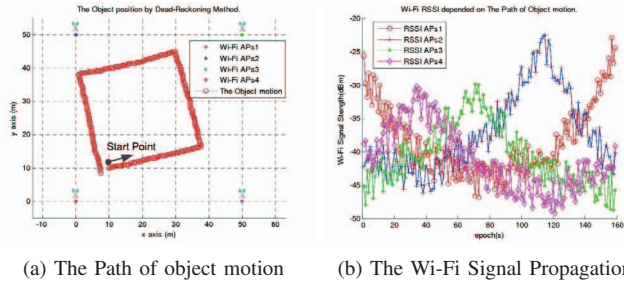 The Object position by Dead-Reckoning Method.
Wi-Fi APs1
Wi-Fi APs2
Wi-Fi APs3
Wi-Fi APs4
The Object motion
Start Point
y axis (m)
50
40
30
20
10
0
-10 0 10 20 30 40 50 60
x axis (m)
(a) The Path of object motion
Wi-Fi RSSI depended on The Path of Object motion.
RSSI APs1
RSSI APs2
RSSI APs3
RSSI APs4
Wi-Fi Signal Stength(dBm)
-20
-25
-30
-35
-40
-45
-50
0 20 40 60 80 100 120 140 160
epoch(s)
(b) The Wi-Fi Signal Propagation